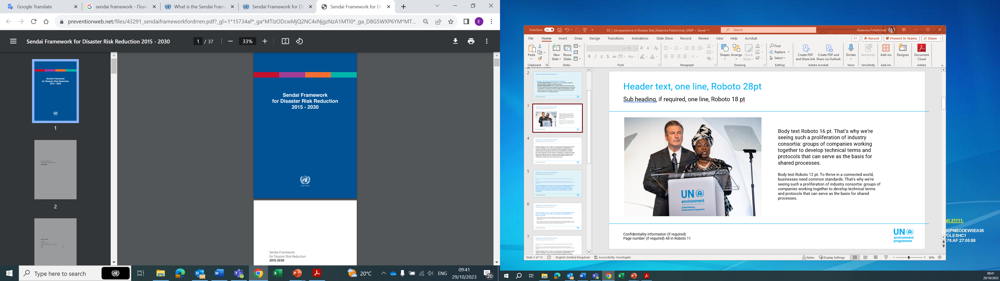 Google Translate
sendai framework - Поис
What is the Sendai Fram
Sendai Framework for Di
Sendai Framework for Di
preventionweb.net/files/43291_sendaiframeworkfordrren.pdf?_gl=1*15734af*_ga*MTIzODcwMjQ2NC4xNjgzNzA1MTI0*_ga_D8G5WXP6YM*MT...
E
Sendai Framework for Disaster Risk Reduction 2015 - 2030
1 / 37
33%
Sendai Framework
for Disaster Risk Reduction
2015 - 2030
1
2
Sendai Framework
for Disaster Risk Reduction
2015 - 2030
United Nations
Sendai Framework
for Disaster Risk Reduction
2015-2030
Type here to search
20°C
ENG
09:41
29/10/2023
20
AutoSave On
S5_1_Int experience in Disaster Stat_Ekaterina Poleshchuk_UNEP • Saved
Search
Ekaterina Poleshchuk
File Home Insert Draw Design Transitions Animations Slide Show Record Review View Help Acrobat
Record
Present in Teams
Share
Paste
Clipboard
New
Slide
Reuse
Slides
Slides
18
Font
Paragraph
Shapes
Arrange
Quick
Styles
Drawing
Find
Replace
Select
Editing
Create PDF
and Share link
Create PDF and
Share via Outlook
Adobe Acrobat
Dictate
Voice
Sensitivity
Sensitivity
Add-ins
Add-ins
Designer
Document
Cloud
Adobe
2
3
4
5
6
7
Header text, one line, Roboto 28pt
Sub heading, if required, one line, Roboto 18 pt
UN
environment
United Nations
Environment Programme
Body text Roboto 16 pt. That’s why we’re
seeing such a proliferation of industry
consortia: groups of companies working
together to develop technical terms and
protocols that can serve as the basis for
shared processes.
Body text Roboto 12 pt. To thrive in a connected world,
businesses need common standards. That’s why we’re
seeing such a proliferation of industry consortia: groups of
companies working together to develop technical terms
and protocols that can serve as the basis for shared
processes.
Confidentiality information (if required)
Page number (if required) All in Roboto 11
UN
environment
programme
Slide 3 of 13
English (United Kingdom)
Accessibility: Investigate
Notes
Display Settings
95%
all 21111.
IEPNBODEW0EA05
POLESHC1
:76:AF:27:05:88
09:41
29/10/2023